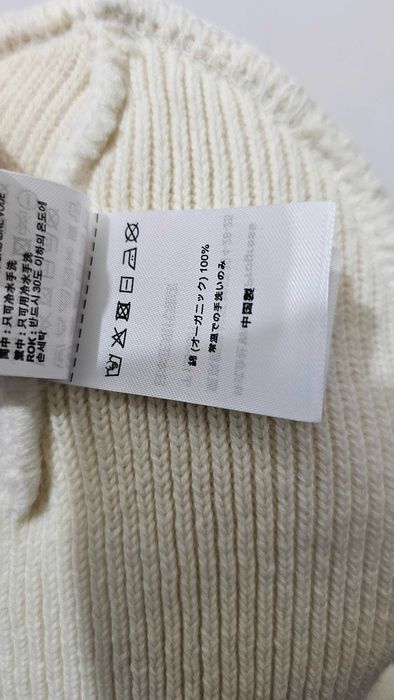 简中：只可冷水手洗
繁中：只可用冷水手洗
ROK: 반드시 30도 이하의 온도에
손세탁
綿 (オーガニック) 100%
常温での手洗いのみ
中国製